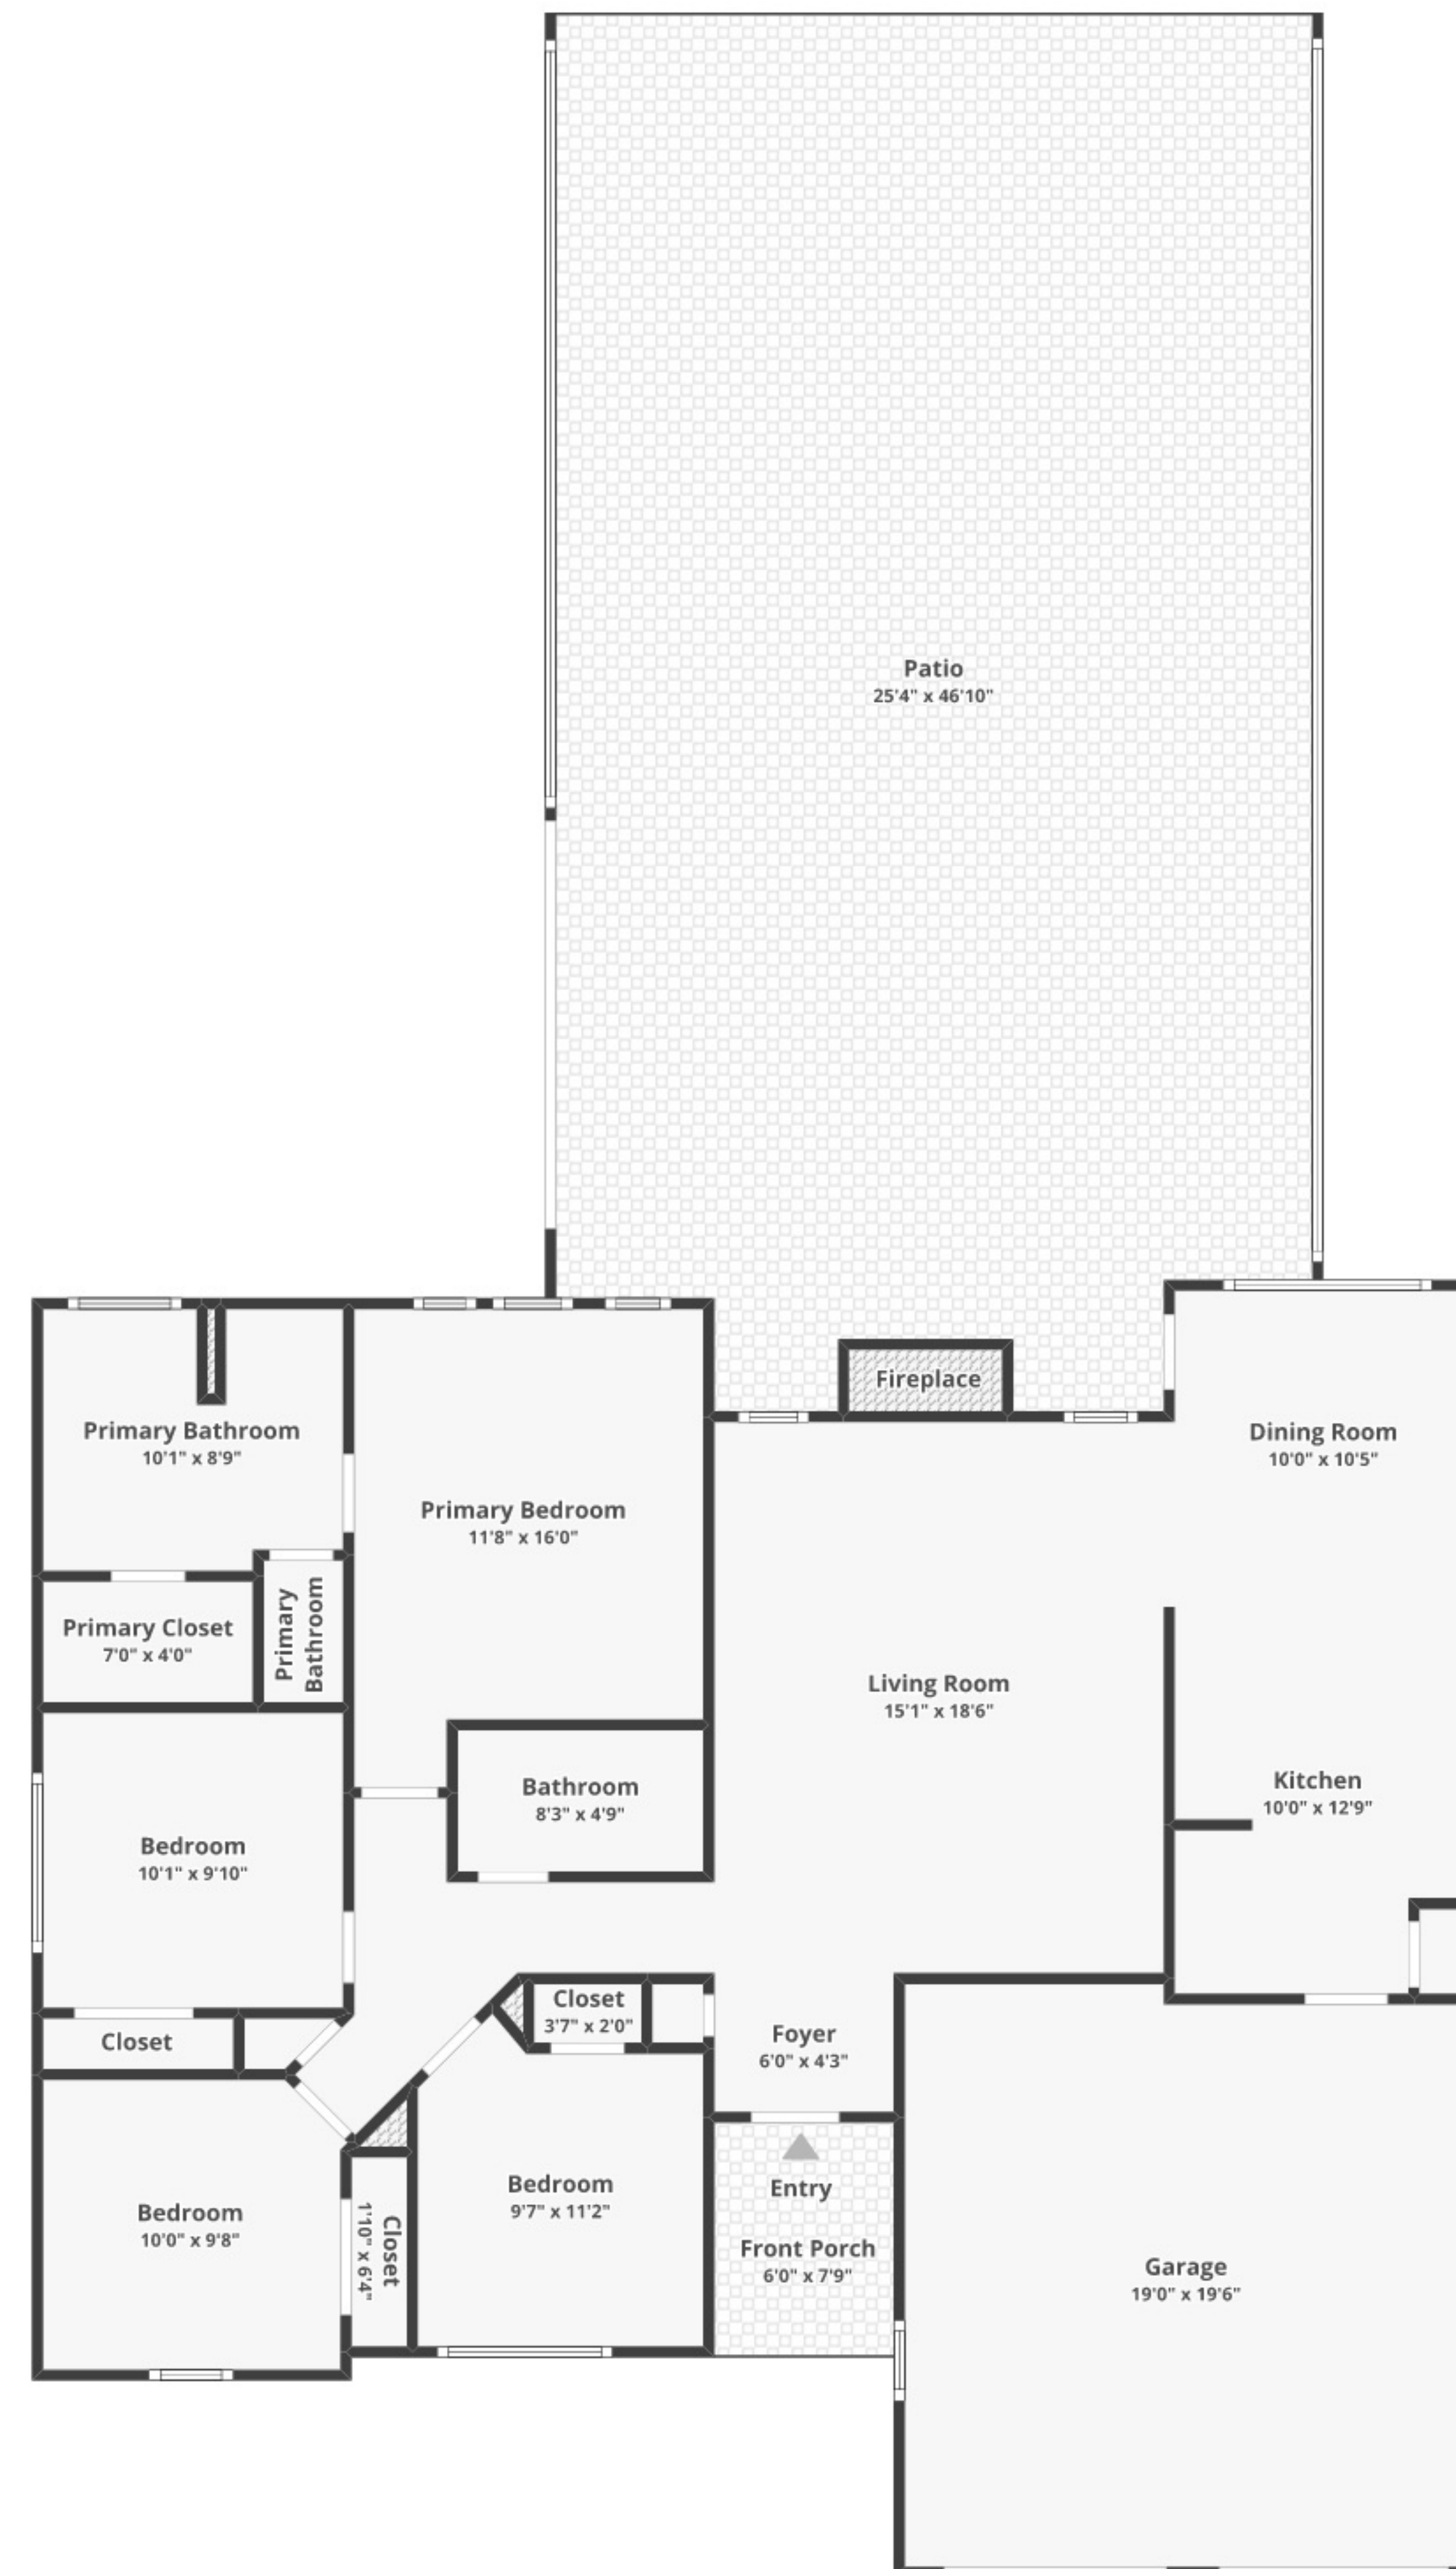 Patio
25'4" x 46'10"
Fireplace
Primary Bathroom
10'1" x 8'9"
Dining Room
10'0" x 10'5"
Primary Bedroom
11'8" x 16'0"
Primary Closet
7'0" x 4'0"
Primary
Bathroom
Living Room
15'1" x 18'6"
Bathroom
8'3" x 4'9"
Kitchen
10'0" x 12'9"
Bedroom
10'1" x 9'10"
Closet
Closet
3'7" x 2'0"
Foyer
6'0" x 4'3"
Bedroom
10'0" x 9'8"
Closet
1'10" x 6'4"
Bedroom
9'7" x 11'2"
Entry
Front Porch
6'0" x 7'9"
Garage
19'0" x 19'6"